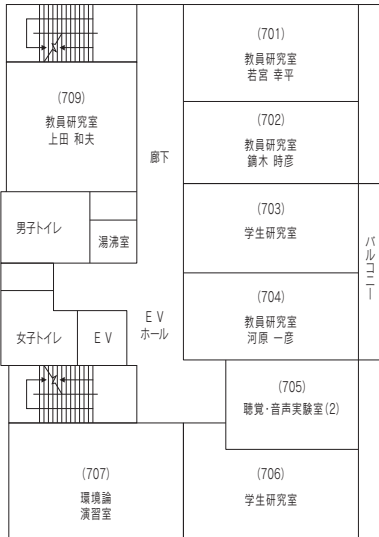 (701)
教員研究室
若宮 幸平
(709)
教員研究室
上田 和夫
(702)
教員研究室
鏑木 時彦
廊下
(703)
学生研究室
男子トイレ
湯沸室
バルコニー
(704)
教員研究室
河原 一彦
EV
ホール
女子トイレ
EV
(705)
聴覚・音声実験室(2)
(707)
環境論
演習室
(706)
学生研究室